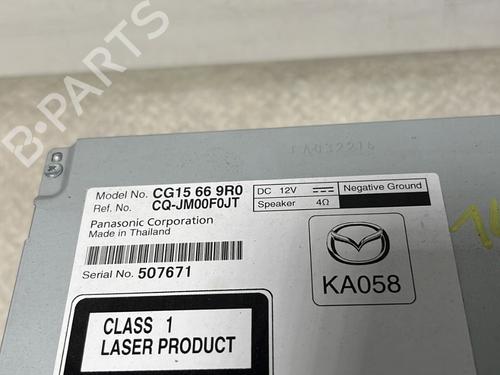 B-PARTS
FA032216
Model No. CG15 66 9R0
Ref. No. CQ-JM00F0JT
DC 12V Negative Ground
Speaker 4Ω
Panasonic Corporation
Made in Thailand
Serial No. 507671
KA058
CLASS 1
LASER PRODUCT